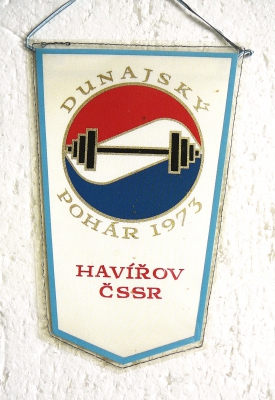 DUNAJSKÝ
POHÁR 1973
HAVÍŘOV
ČSSR